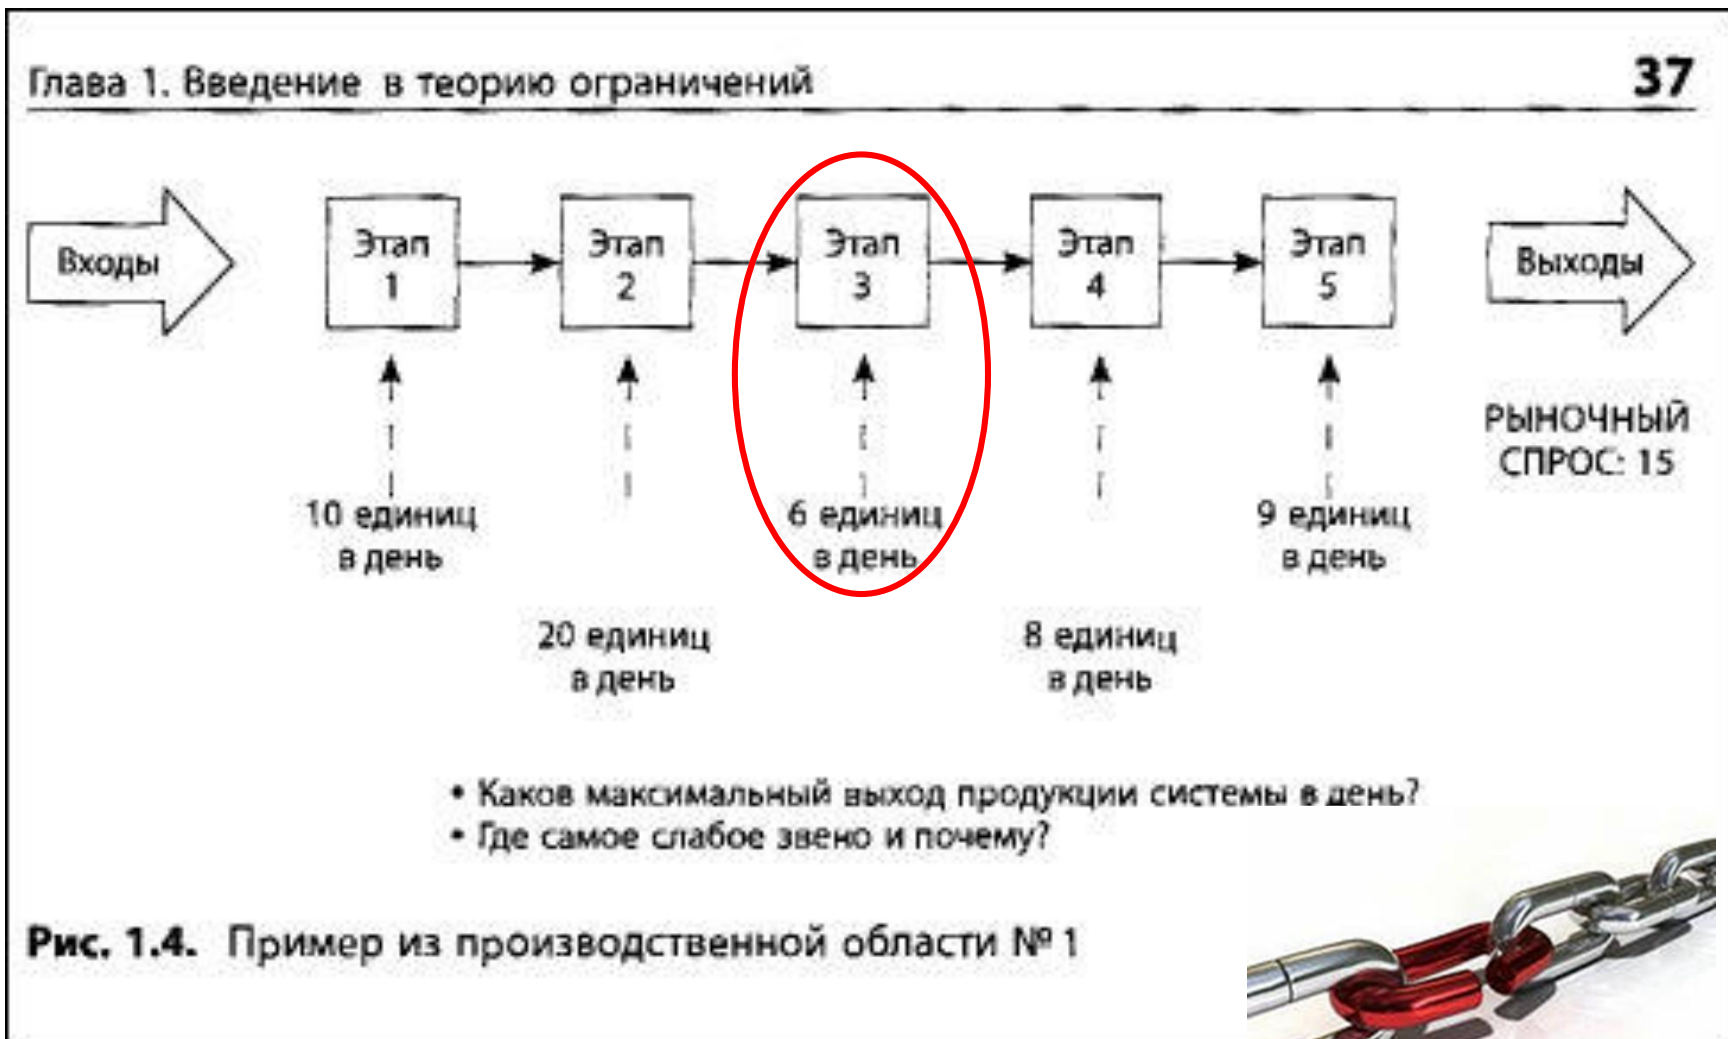 Глава 1. Введение в теорию ограничений 37
Входы
Этап
1
Этап
2
Этап
3
Этап
4
Этап
5
Выходы
РЫНОЧНЫЙ
СПРОС: 15
10 единиц
в день
6 единиц
в день
9 единиц
в день
20 единиц
в день
8 единиц
в день
• Каков максимальный выход продукции системы в день?
• Где самое слабое звено и почему?
Рис. 1.4. Пример из производственной области № 1